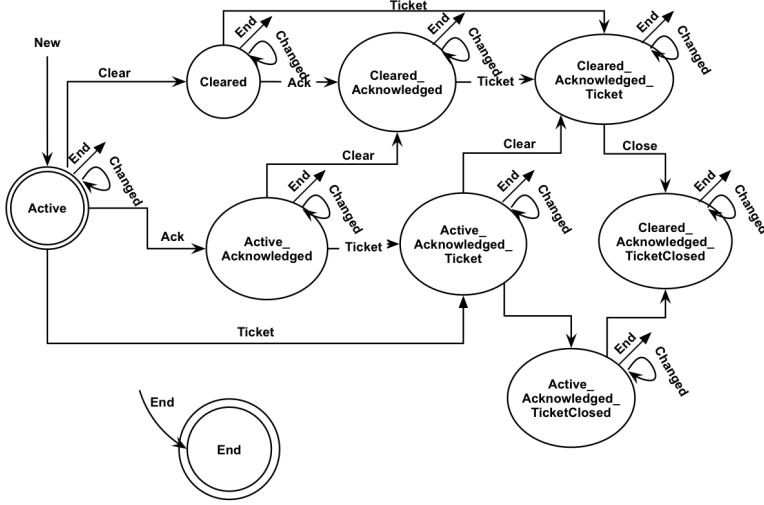 Ticket
New
End
Changed
Clear
Cleared
Ack
End
Changed
Cleared_
Acknowledged
Ticket
End
Changed
Cleared_
Acknowledged_
Ticket
End
Changed
Active
Clear
Clear
Close
Ack
End
Changed
Active_
Acknowledged
Ticket
End
Changed
Active_
Acknowledged_
Ticket
End
Changed
Cleared_
Acknowledged_
TicketClosed
Ticket
End
Changed
Active_
Acknowledged_
TicketClosed
End
End